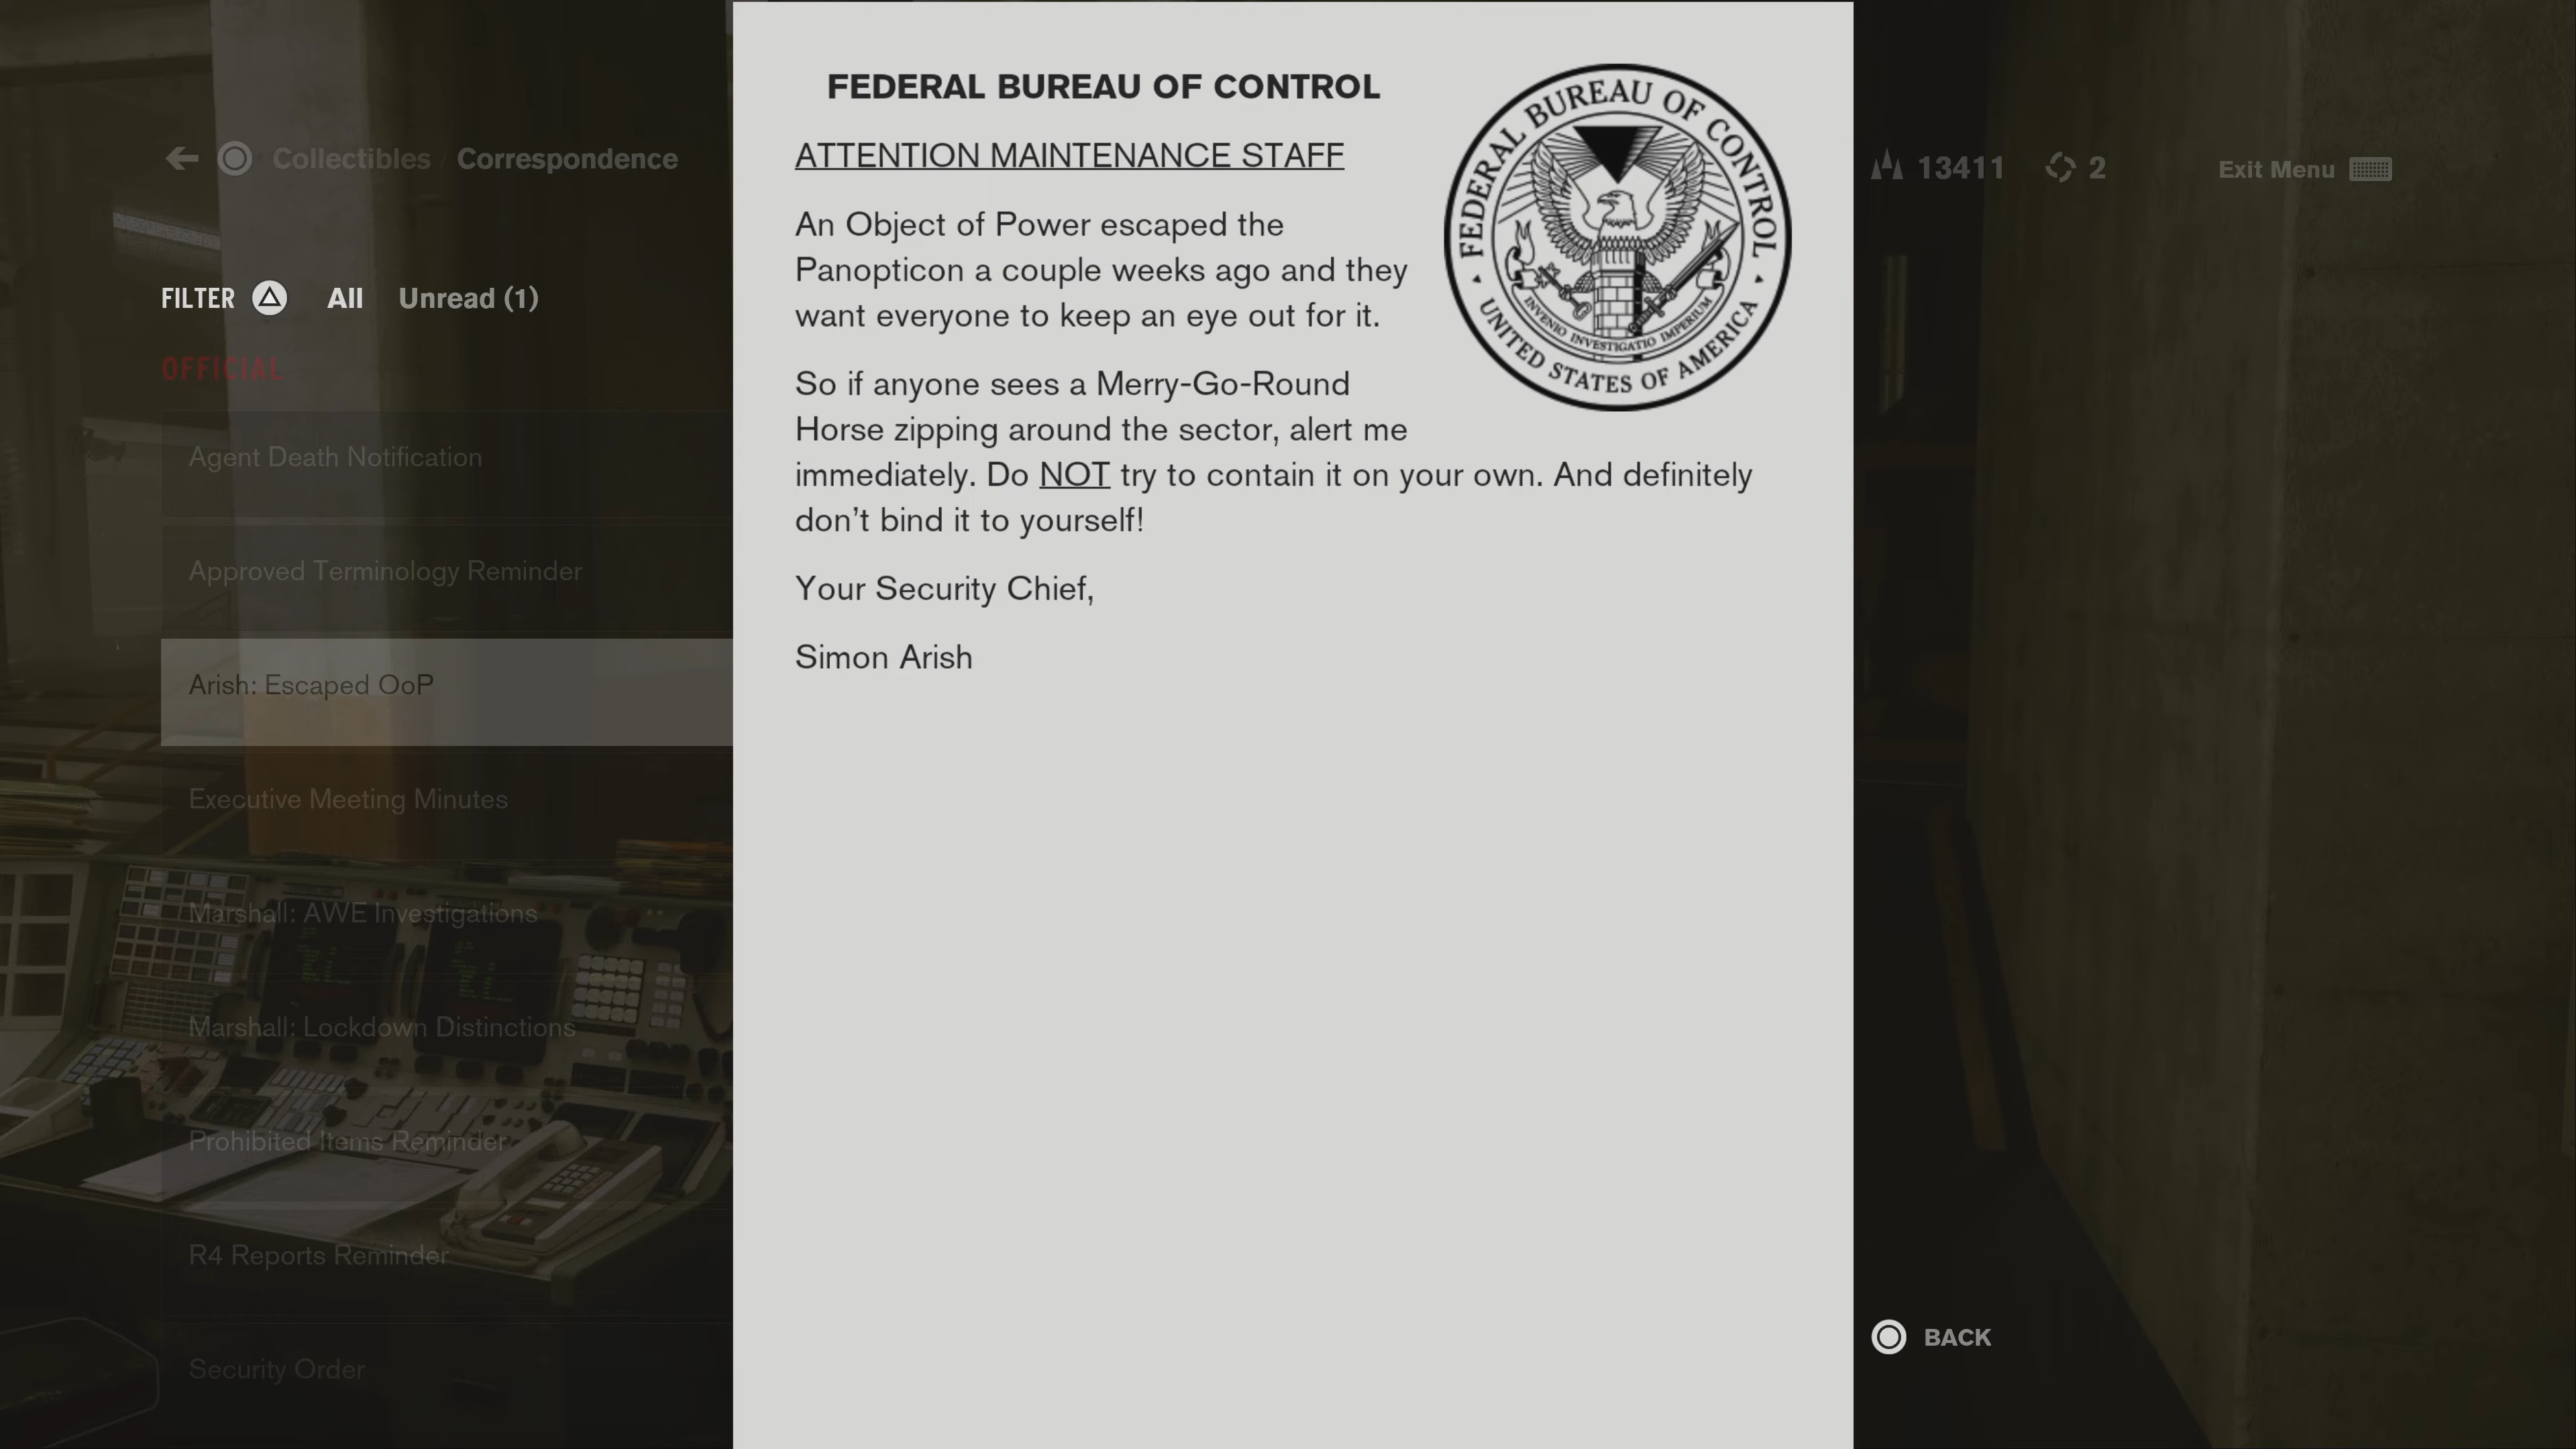 Collectibles / Correspondence
13411
2
Exit Menu
FILTER All Unread (1)
OFFICIAL
Agent Death Notification
Approved Terminology Reminder
Arish: Escaped OoP
Executive Meeting Minutes
Marshall: AWE Investigations
Marshall: Lockdown Distinctions
Prohibited Items Reminder
R4 Reports Reminder
Security Order
FEDERAL BUREAU OF CONTROL
ATTENTION MAINTENANCE STAFF
An Object of Power escaped the
Panopticon a couple weeks ago and they
want everyone to keep an eye out for it.
So if anyone sees a Merry-Go-Round
Horse zipping around the sector, alert me
immediately. Do NOT try to contain it on your own. And definitely
don't bind it to yourself!
Your Security Chief,
Simon Arish
FEDERAL BUREAU OF CONTROL
INVENIO INVESTIGATIO IMPERIUM
UNITED STATES OF AMERICA
BACK